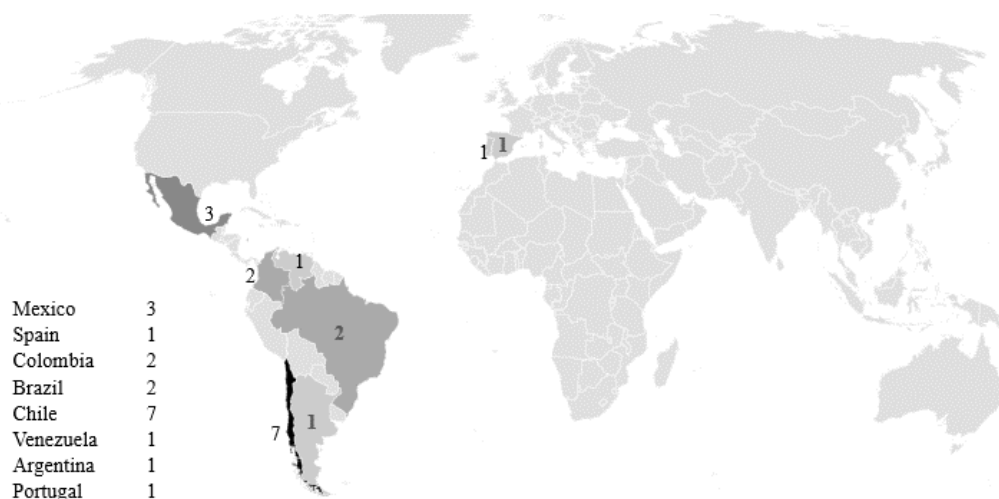 1
1
3
1
2
2
1
7
Mexico 3
Spain 1
Colombia 2
Brazil 2
Chile 7
Venezuela 1
Argentina 1
Portugal 1